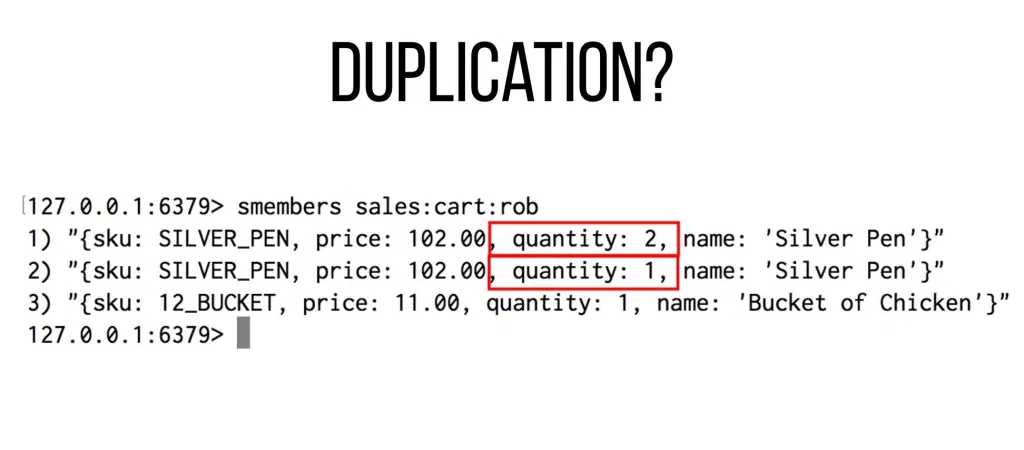 DUPLICATION?
127.0.0.1:6379> smembers sales:cart:rob
1) "{sku: SILVER_PEN, price: 102.00, quantity: 2, name: 'Silver Pen'}"
2) "{sku: SILVER_PEN, price: 102.00, quantity: 1, name: 'Silver Pen'}"
3) "{sku: 12_BUCKET, price: 11.00, quantity: 1, name: 'Bucket of Chicken'}"
127.0.0.1:6379>